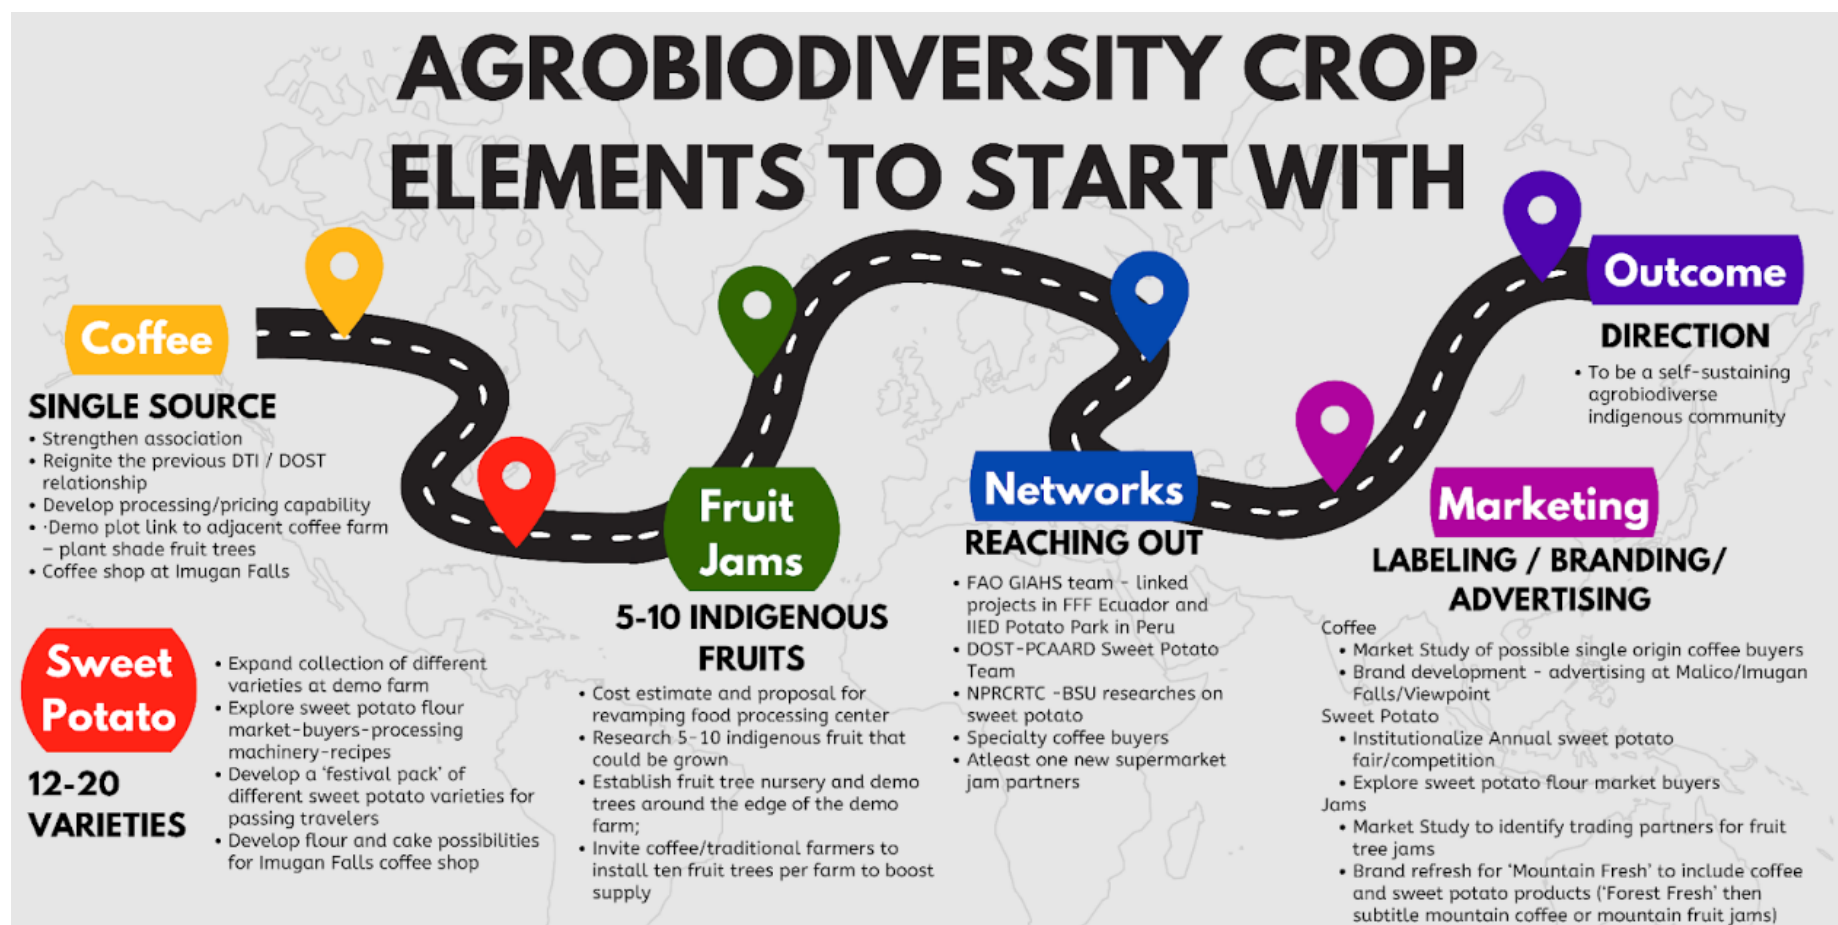 AGROBIODIVERSITY CROP
ELEMENTS TO START WITH
Coffee
SINGLE SOURCE
• Strengthen association
• Reignite the previous DTI / DOST
relationship
• Develop processing/pricing capability
• ·Demo plot link to adjacent coffee farm
– plant shade fruit trees
• Coffee shop at Imugan Falls
Sweet
Potato
12-20
VARIETIES
• Expand collection of different
varieties at demo farm
• Explore sweet potato flour
market-buyers-processing
machinery-recipes
• Develop a ‘festival pack’ of
different sweet potato varieties for
passing travelers
• Develop flour and cake possibilities
for Imugan Falls coffee shop
Fruit
Jams
5-10 INDIGENOUS
FRUITS
• Cost estimate and proposal for
revamping food processing center
• Research 5-10 indigenous fruit that
could be grown
• Establish fruit tree nursery and demo
trees around the edge of the demo
farm;
• Invite coffee/traditional farmers to
install ten fruit trees per farm to boost
supply
Networks
REACHING OUT
• FAO GIAHS team - linked
projects in FFF Ecuador and
IIED Potato Park in Peru
• DOST-PCAARD Sweet Potato
Team
• NPRCRTC -BSU researches on
sweet potato
• Specialty coffee buyers
• Atleast one new supermarket
jam partners
Marketing
LABELING / BRANDING/
ADVERTISING
Coffee
• Market Study of possible single origin coffee buyers
• Brand development - advertising at Malico/Imugan
Falls/Viewpoint
Sweet Potato
• Institutionalize Annual sweet potato
fair/competition
• Explore sweet potato flour market buyers
Jams
• Market Study to identify trading partners for fruit
tree jams
• Brand refresh for ‘Mountain Fresh’ to include coffee
and sweet potato products (‘Forest Fresh’ then
subtitle mountain coffee or mountain fruit jams)
Outcome
DIRECTION
• To be a self-sustaining
agrobiodiverse
indigenous community